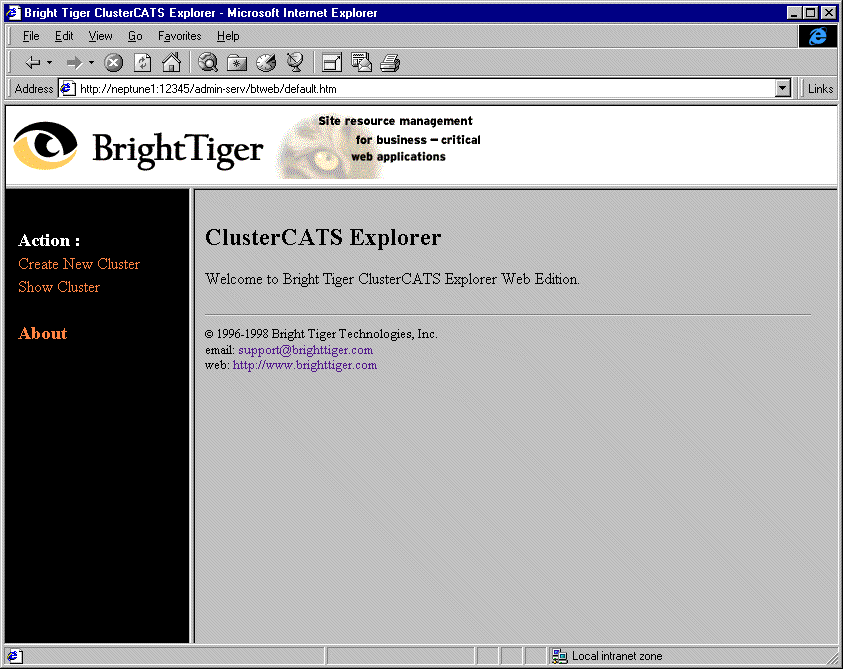 Bright Tiger ClusterCATS Explorer - Microsoft Internet Explorer
File Edit View Go Favorites Help
Address http://neptune1:12345/admin-serv/btweb/default.htm Links
BrightTiger
Site resource management
for business – critical
web applications
Action :
Create New Cluster
Show Cluster
About
ClusterCATS Explorer
Welcome to Bright Tiger ClusterCATS Explorer Web Edition.
© 1996-1998 Bright Tiger Technologies, Inc.
email: support@brighttiger.com
web: http://www.brighttiger.com
Local intranet zone